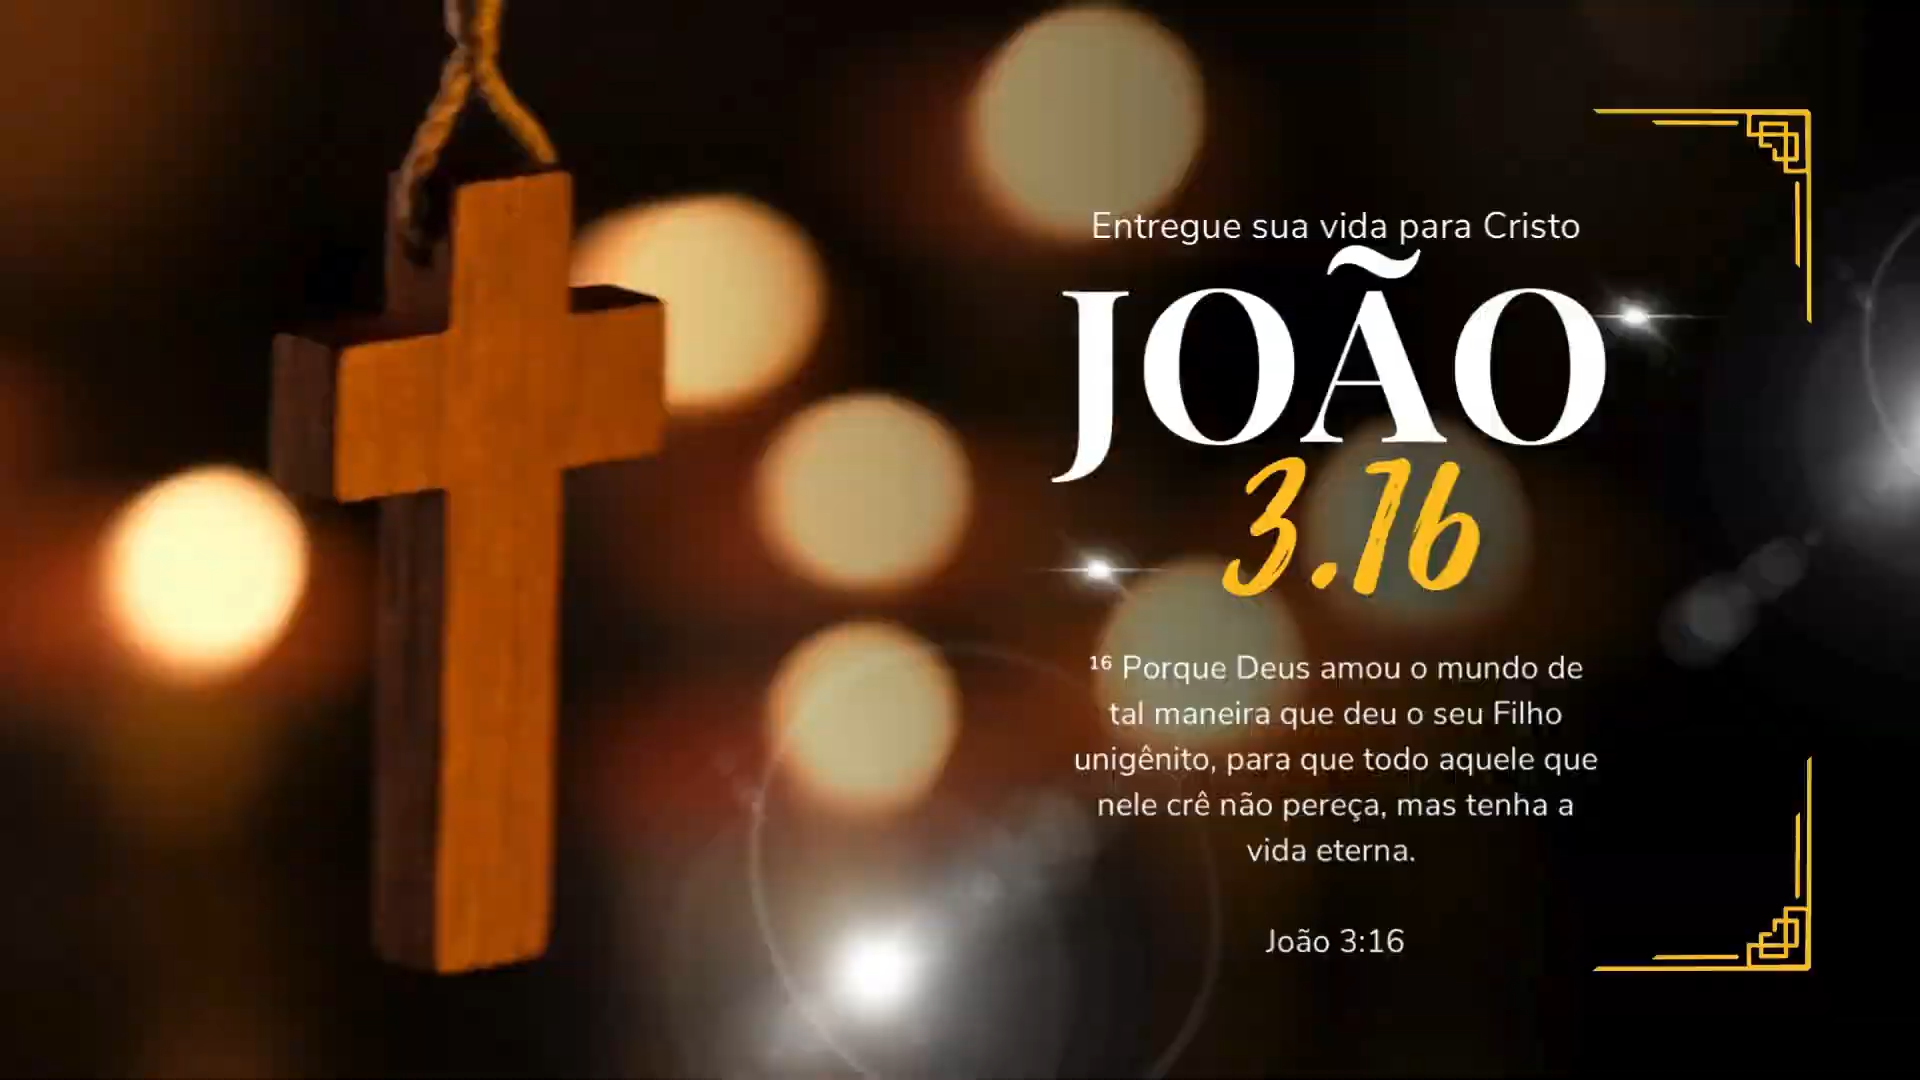 Entregue sua vida para Cristo
JOÃO
3.16
¹⁶ Porque Deus amou o mundo de
tal maneira que deu o seu Filho
unigênito, para que todo aquele que
nele crê não pereça, mas tenha a
vida eterna.
João 3:16